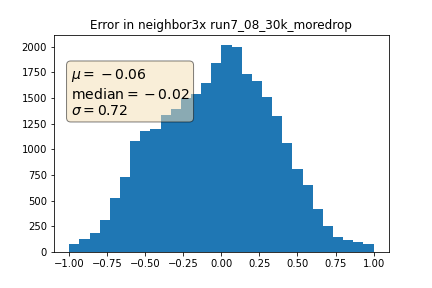 Error in neighbor3x run7_08_30k_moredrop
2000
1750
1500
1250
1000
750
500
250
0
μ = −0.06
median = −0.02
σ = 0.72
−1.00 −0.75 −0.50 −0.25 0.00 0.25 0.50 0.75 1.00